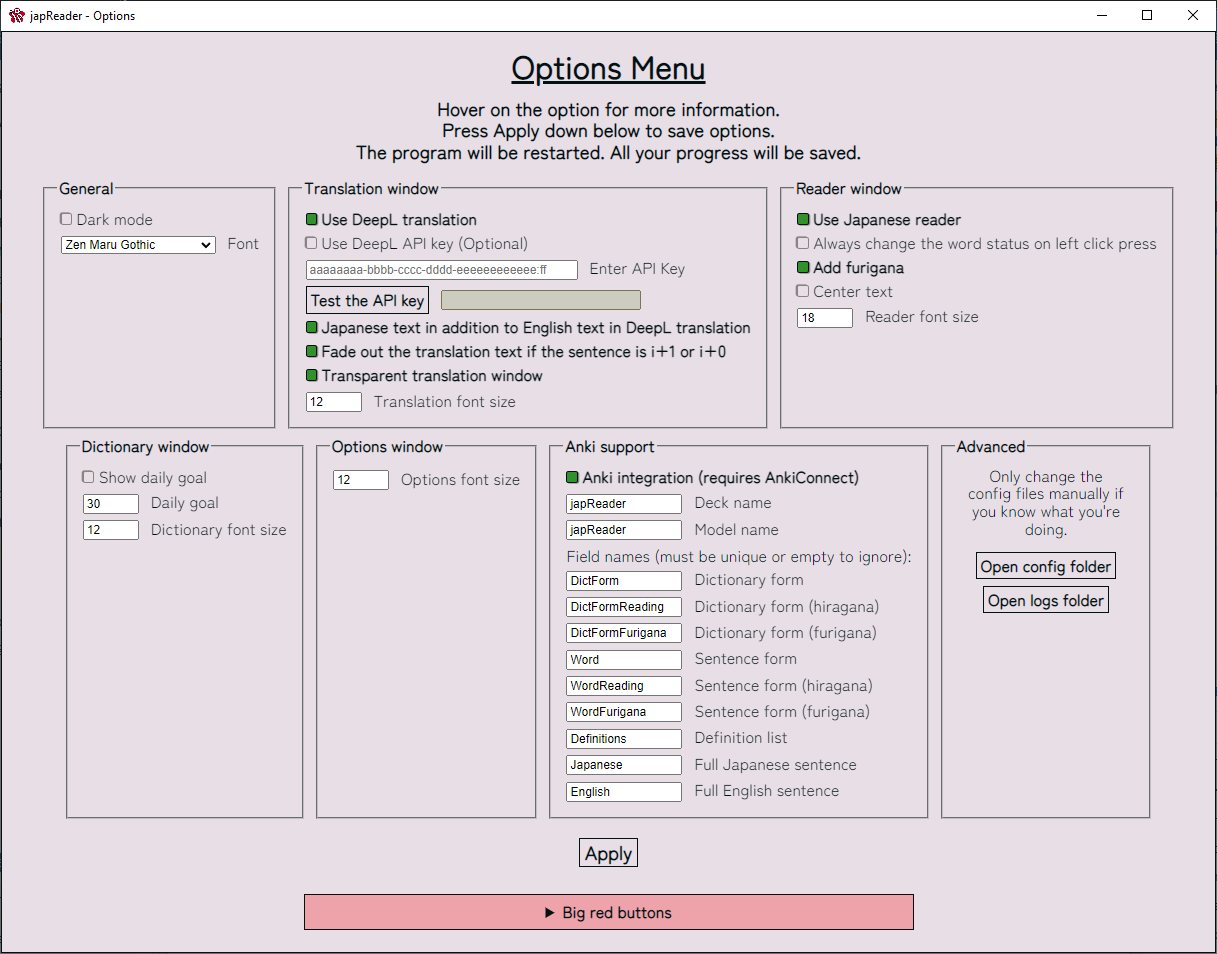 japReader - Options
Options Menu
Hover on the option for more information.
Press Apply down below to save options.
The program will be restarted. All your progress will be saved.
General
Dark mode
Zen Maru Gothic Font
Translation window
Use DeepL translation
Use DeepL API key (Optional)
aaaaaaaa-bbbb-cccc-dddd-eeeeeeeeeeee:ff Enter API Key
Test the API key
Japanese text in addition to English text in DeepL translation
Fade out the translation text if the sentence is i+1 or i+0
Transparent translation window
12 Translation font size
Reader window
Use Japanese reader
Always change the word status on left click press
Add furigana
Center text
18 Reader font size
Dictionary window
Show daily goal
30 Daily goal
12 Dictionary font size
Options window
12 Options font size
Anki support
Anki integration (requires AnkiConnect)
japReader Deck name
japReader Model name
Field names (must be unique or empty to ignore):
DictForm Dictionary form
DictFormReading Dictionary form (hiragana)
DictFormFurigana Dictionary form (furigana)
Word Sentence form
WordReading Sentence form (hiragana)
WordFurigana Sentence form (furigana)
Definitions Definition list
Japanese Full Japanese sentence
English Full English sentence
Advanced
Only change the
config files manually if
you know what you're
doing.
Open config folder
Open logs folder
Apply
▶ Big red buttons